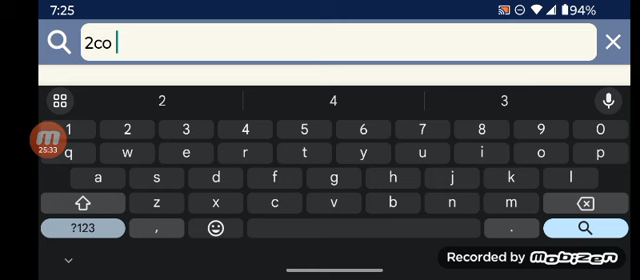 7:25 94%
2co
2 4 3
1 2 3 4 5 6 7 8 9 0
q w e r t y u i o p
25:33
a s d f g h j k l
z x c v b n m
?123 , .
Recorded by mobizen